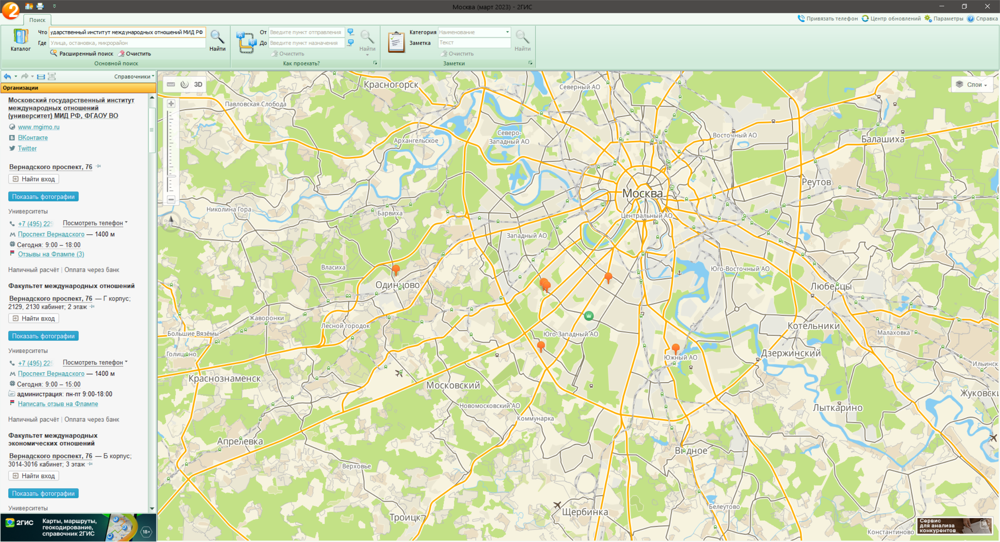 Москва (март 2023) - 2ГИС
Поиск
Привязать телефон
Центр обновлений
Параметры
Справка
Каталог
Что
ударственный институт международных отношений МИД РФ
Где
Улица, остановка, микрорайон
Расширенный поиск
Очистить
Найти
Основной поиск
От
Введите пункт отправления
До
Введите пункт назначения
Очистить
Найти
Как проехать?
Категория
Наименование
Заметка
Текст
Очистить
Найти
Заметки
Справочники
Организации
Московский государственный институт
международных отношений
(университет) МИД РФ, ФГАОУ ВО
www.mgimo.ru
ВКонтакте
Twitter
Вернадского проспект, 76
Найти вход
Показать фотографии
Университеты
+7 (495) 229 Посмотреть телефон
Проспект Вернадского — 1400 м
Сегодня: 9:00 – 18:00
Отзывы на Флампе (3)
Наличный расчёт | Оплата через банк
Факультет международных отношений
Вернадского проспект, 76 — Г корпус;
2129, 2130 кабинет; 2 этаж
Найти вход
Показать фотографии
Университеты
+7 (495) 225 Посмотреть телефон
Проспект Вернадского — 1400 м
Сегодня: 9:00 – 15:00
администрация: пн-пт 9:00-18:00
Написать отзыв на Флампе
Наличный расчёт | Оплата через банк
Факультет международных
экономических отношений
Вернадского проспект, 76 — Б корпус;
3014-3016 кабинет; 3 этаж
Найти вход
Показать фотографии
Университеты
2ГИС
Карты, маршруты,
геокодирование,
справочник 2ГИС
18+
3D
Слои
Красногорск
Северный АО
Павловская Слобода
Архангельское
Северо-
Западный АО
Восточный АО
Балашиха
Реутов
Москва
Николина Гора
Барвиха
Центральный АО
Западный АО
Власиха
Юго-Восточный АО
Одинцово
Люберцы
Жаворонки
Лесной городок
Котельники
Большие Вязёмы
Юго-Западный АО
Малаховка
Голицыно
Южный АО
Дзержинский
Ильинск
Краснознаменск
Московский
Жуковски
Новомосковский АО
Лыткарино
Коммунарка
Апрелевка
Видное
Верховье
Белеутово
Щербинка
Троицк
Константиново
Сервис
для анализа
конкурентов
18+